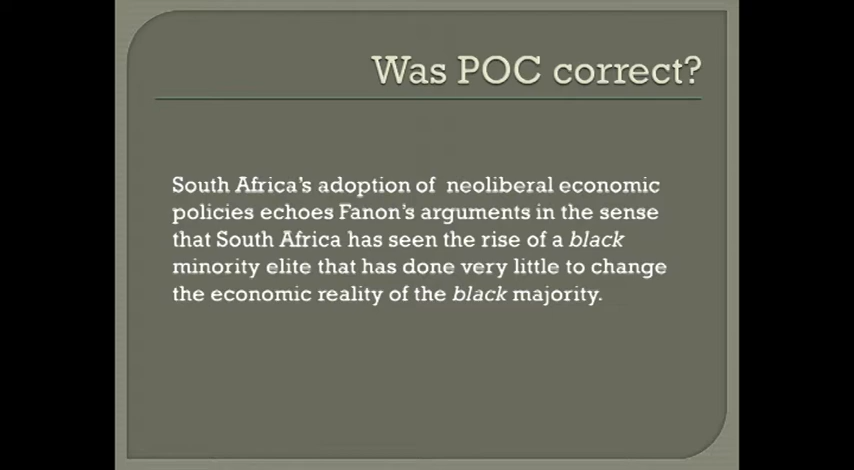 Was POC correct?
South Africa's adoption of neoliberal economic
policies echoes Fanon's arguments in the sense
that South Africa has seen the rise of a black
minority elite that has done very little to change
the economic reality of the black majority.